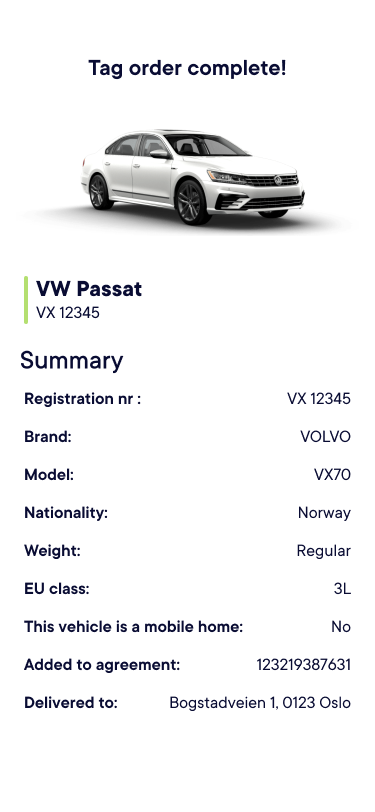 Tag order complete!
VW Passat
VX 12345
Summary
Registration nr : VX 12345
Brand: VOLVO
Model: VX70
Nationality: Norway
Weight: Regular
EU class: 3L
This vehicle is a mobile home: No
Added to agreement: 123219387631
Delivered to: Bogstadveien 1, 0123 Oslo